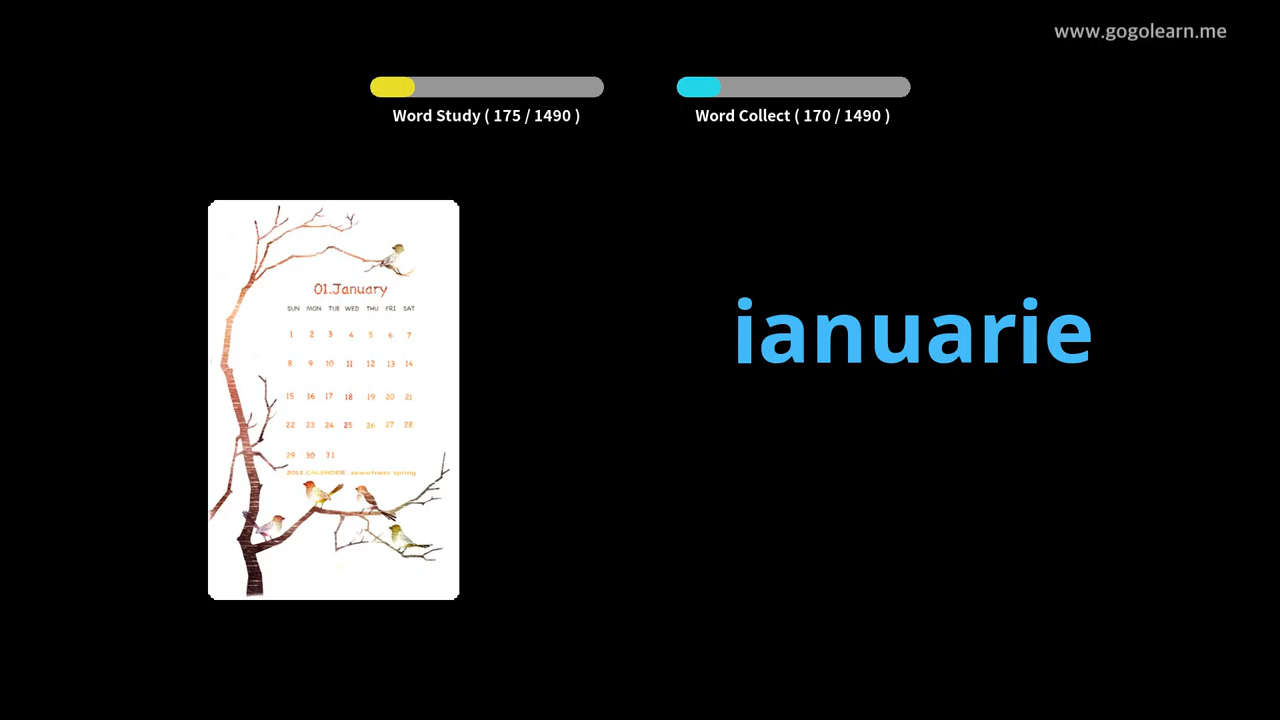 www.gogolearn.me
Word Study ( 175 / 1490 )
Word Collect ( 170 / 1490 )
01.January
SUN MON TUE WED THU FRI SAT
1 2 3 4 5 6 7
8 9 10 11 12 13 14
15 16 17 18 19 20 21
22 23 24 25 26 27 28
29 30 31
CALENDER
spring
ianuarie